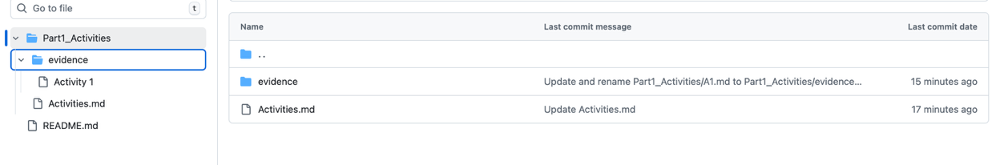 Go to file
t
Part1_Activities
evidence
Activity 1
Activities.md
README.md
Name Last commit message Last commit date
..
evidence Update and rename Part1_Activities/A1.md to Part1_Activities/evidence... 15 minutes ago
Activities.md Update Activities.md 17 minutes ago